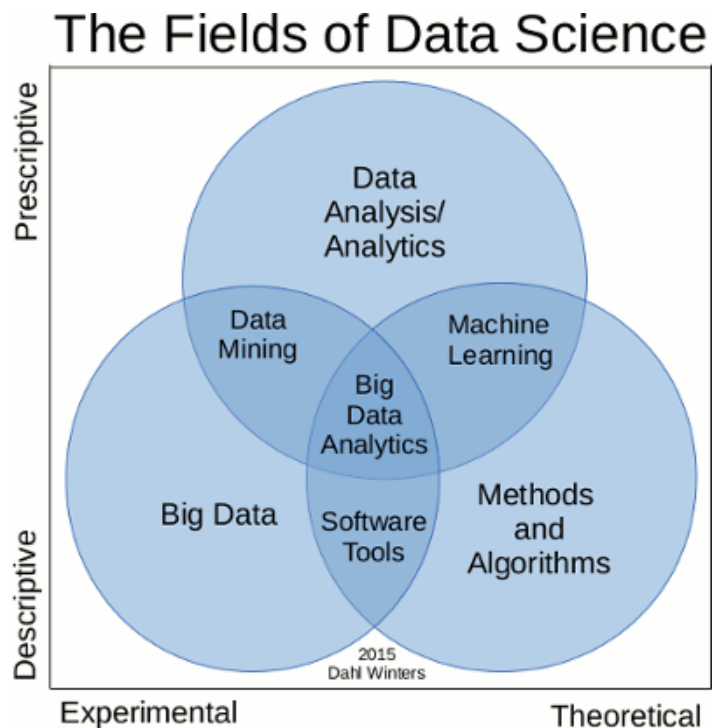 The Fields of Data Science
Prescriptive
Data
Analysis/
Analytics
Data
Mining
Machine
Learning
Big
Data
Analytics
Big Data
Software
Tools
Methods
and
Algorithms
Descriptive
2015
Dahl Winters
Experimental
Theoretical